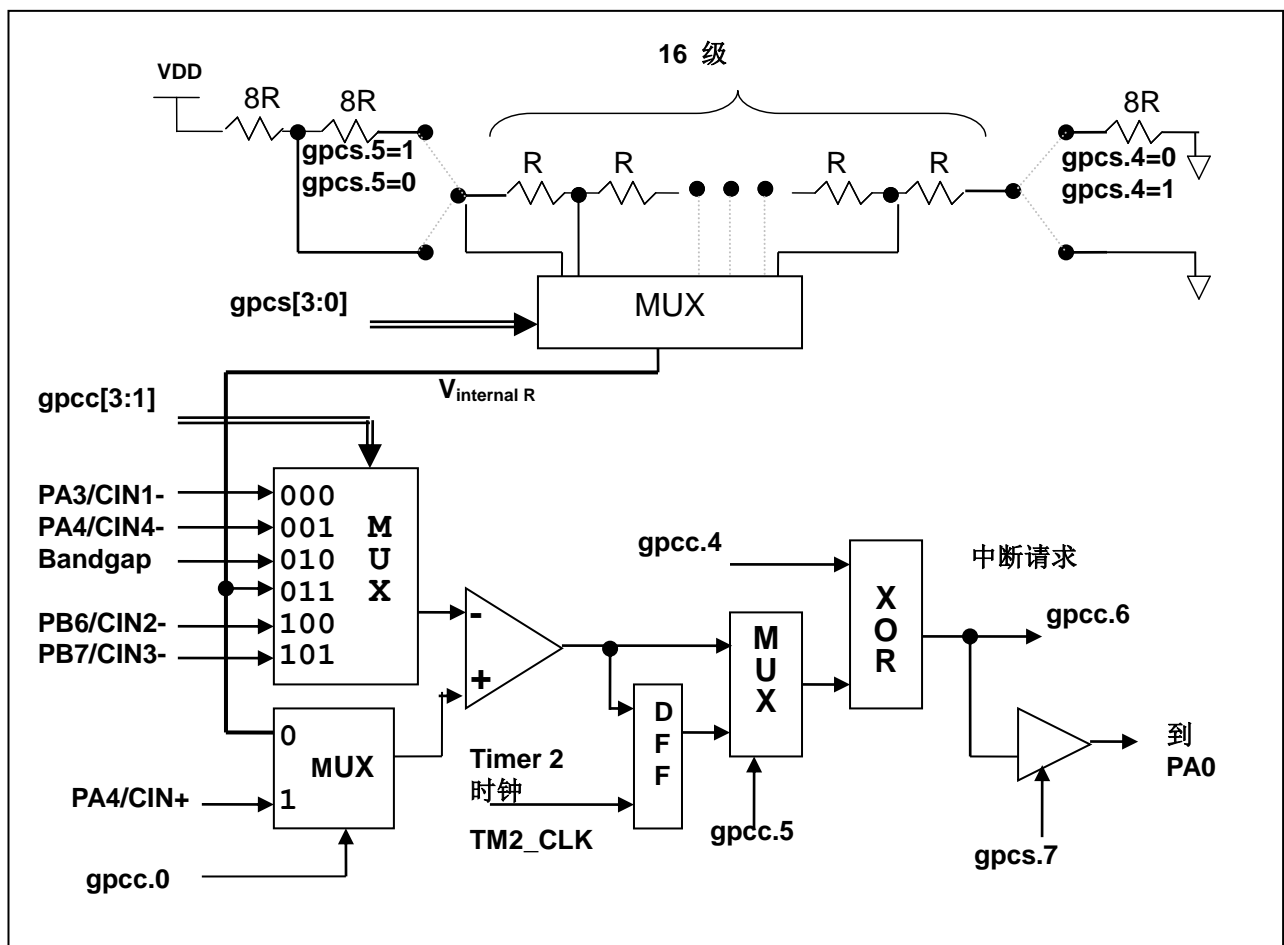 16 级
VDD
8R
8R
8R
gpcs.5=1
gpcs.5=0
R
R
R
R
gpcs.4=0
gpcs.4=1
gpcs[3:0]
MUX
Vinternal R
gpcc[3:1]
PA3/CIN1-
000
PA4/CIN4-
001
Bandgap
010
011
PB6/CIN2-
100
PB7/CIN3-
101
M
U
X
-
+
gpcc.4
X
O
R
中断请求
gpcc.6
M
U
X
D
F
F
0
MUX
PA4/CIN+
1
gpcc.0
Timer 2
时钟
TM2_CLK
gpcc.5
gpcs.7
到
PA0